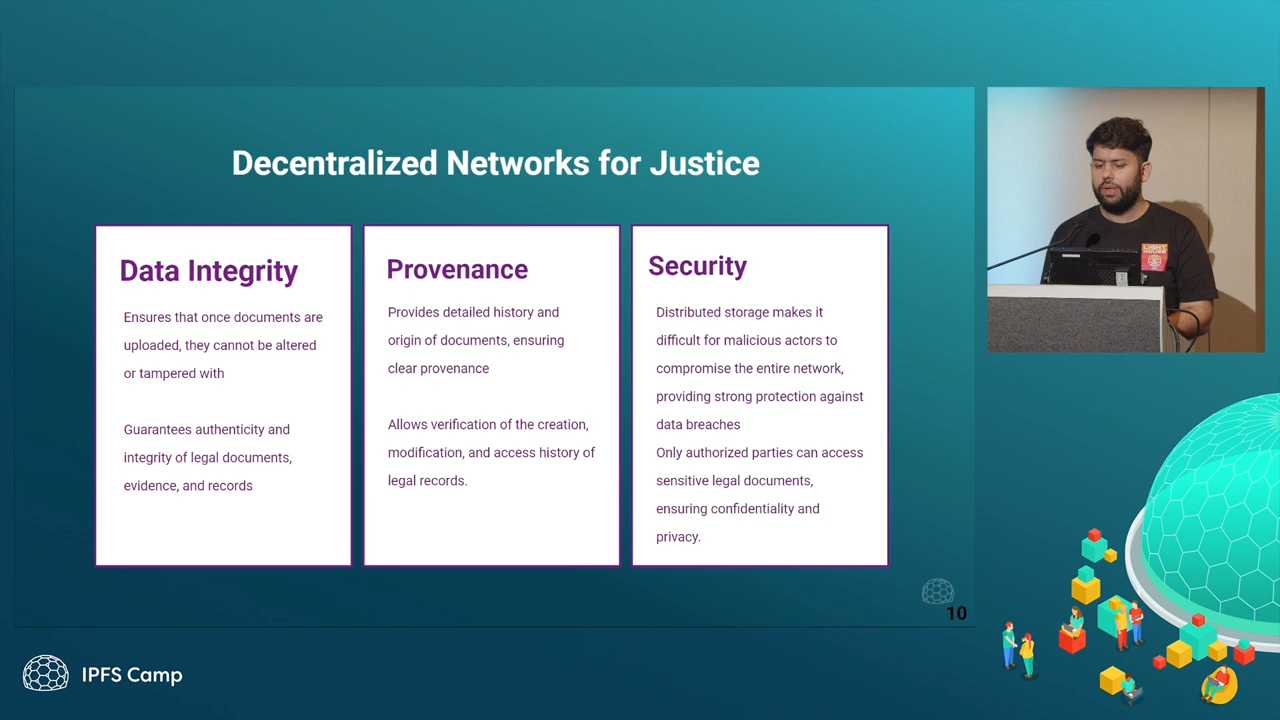 Decentralized Networks for Justice
Data Integrity
Ensures that once documents are
uploaded, they cannot be altered
or tampered with
Guarantees authenticity and
integrity of legal documents,
evidence, and records
Provenance
Provides detailed history and
origin of documents, ensuring
clear provenance
Allows verification of the creation,
modification, and access history of
legal records.
Security
Distributed storage makes it
difficult for malicious actors to
compromise the entire network,
providing strong protection against
data breaches
Only authorized parties can access
sensitive legal documents,
ensuring confidentiality and
privacy.
10
LIGHT
HOUSE
IPFS Camp